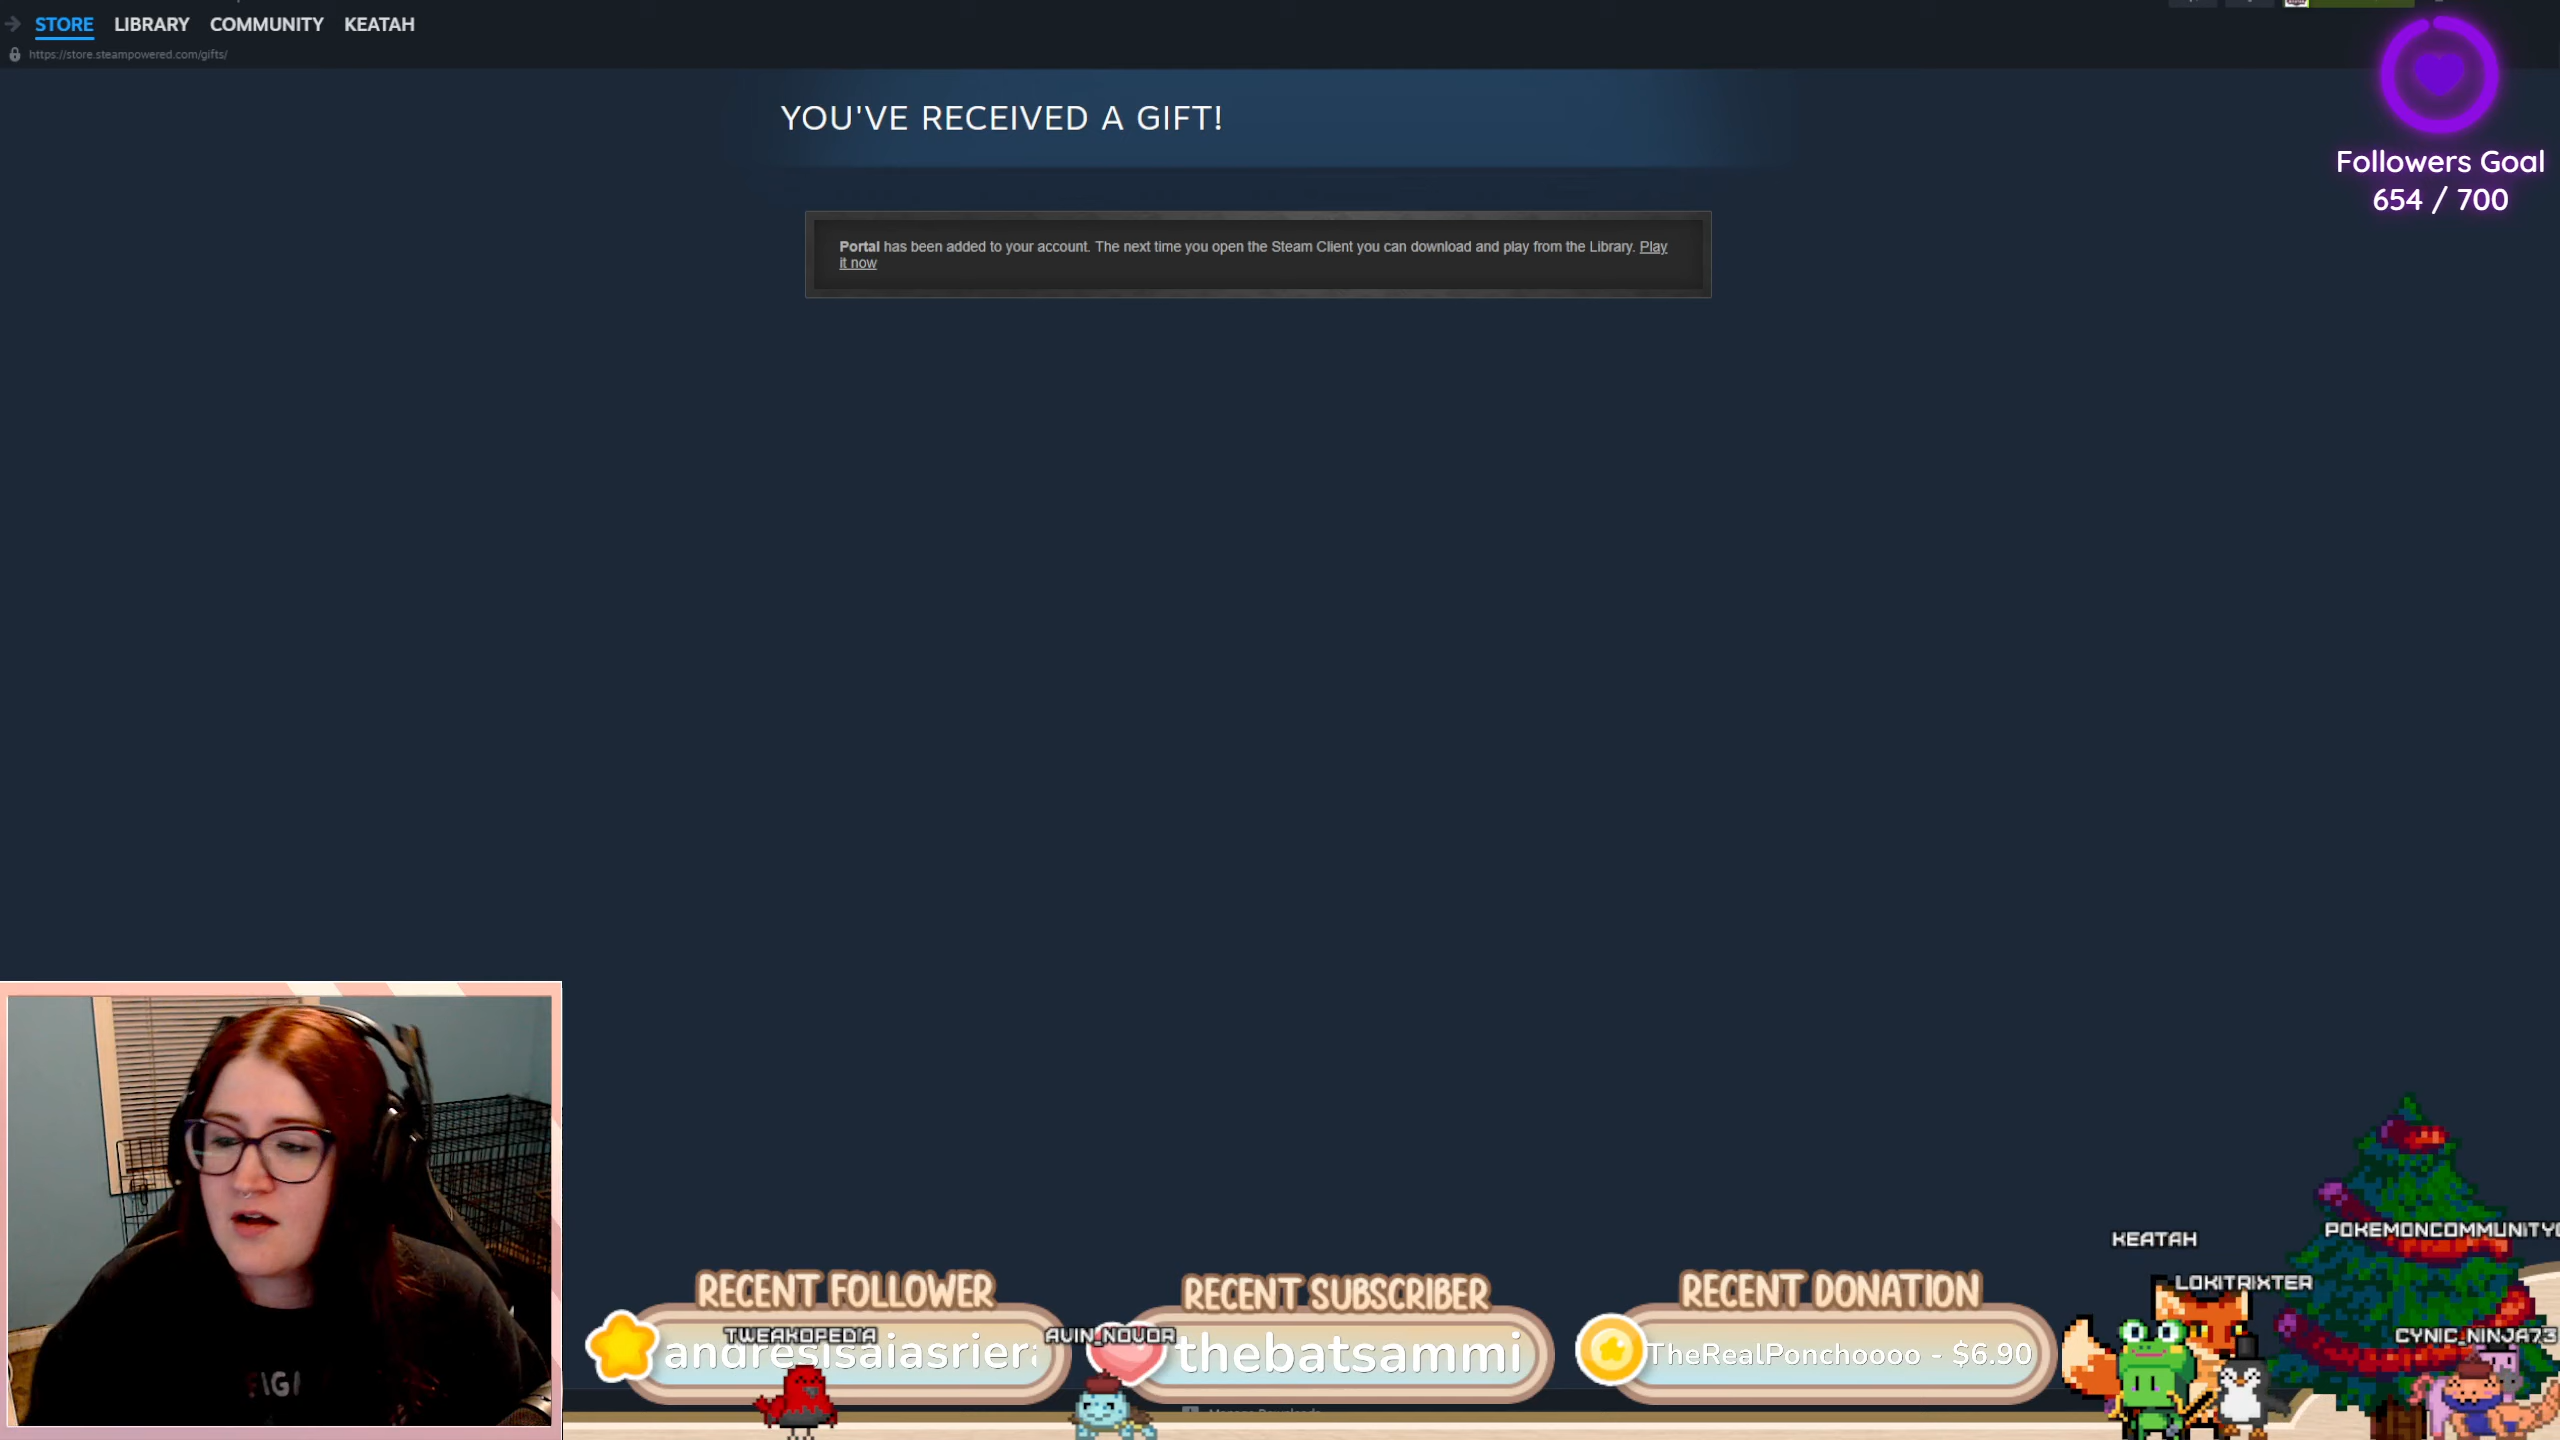 STORE LIBRARY COMMUNITY KEATAH
https://store.steampowered.com/gifts/
YOU'VE RECEIVED A GIFT!
Followers Goal
654 / 700
Portal has been added to your account. The next time you open the Steam Client you can download and play from the Library. Play
it now
KEATAH
LOKITRIXTER
CYNIC_NINJA73
RECENT FOLLOWER
TWEAKOPEDIA
RECENT SUBSCRIBER
AVIN_NOVOR
thebatsammi
RECENT DONATION
TheRealPonchoooo - $6.90